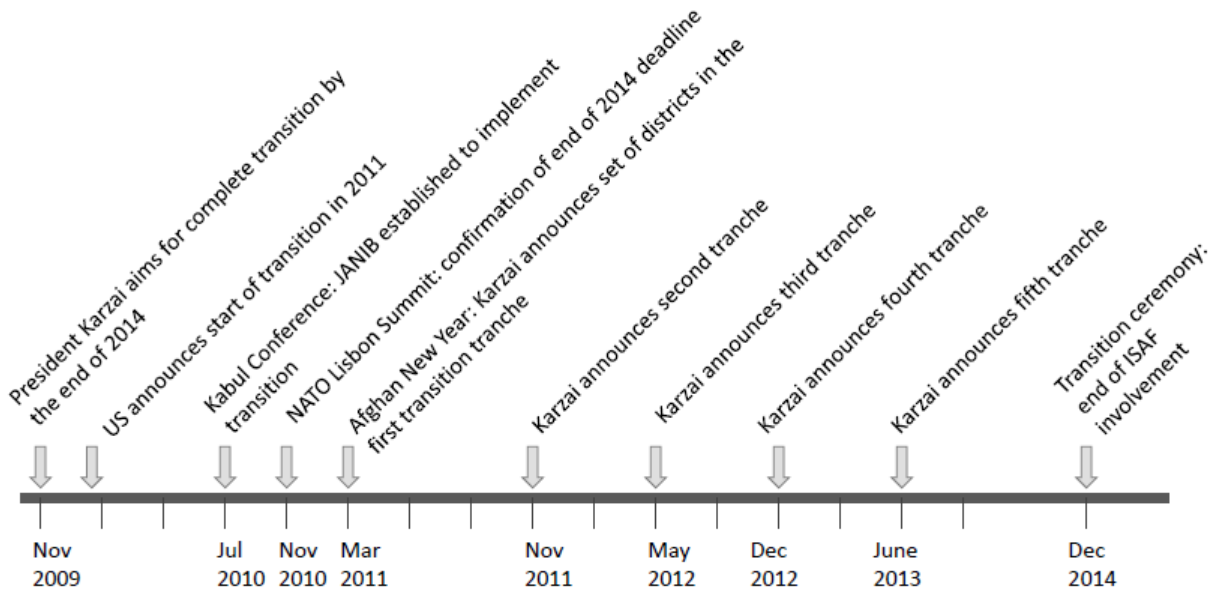 President Karzai aims for complete transition by
the end of 2014
US announces start of transition in 2011
Kabul Conference: JANIB established to implement
transition
NATO Lisbon Summit: confirmation of end of 2014 deadline
Afghan New Year: Karzai announces set of districts in the
first transition tranche
Karzai announces second tranche
Karzai announces third tranche
Karzai announces fourth tranche
Karzai announces fifth tranche
Transition ceremony:
end of ISAF
involvement
Nov
2009
Jul
2010
Nov
2010
Mar
2011
Nov
2011
May
2012
Dec
2012
June
2013
Dec
2014